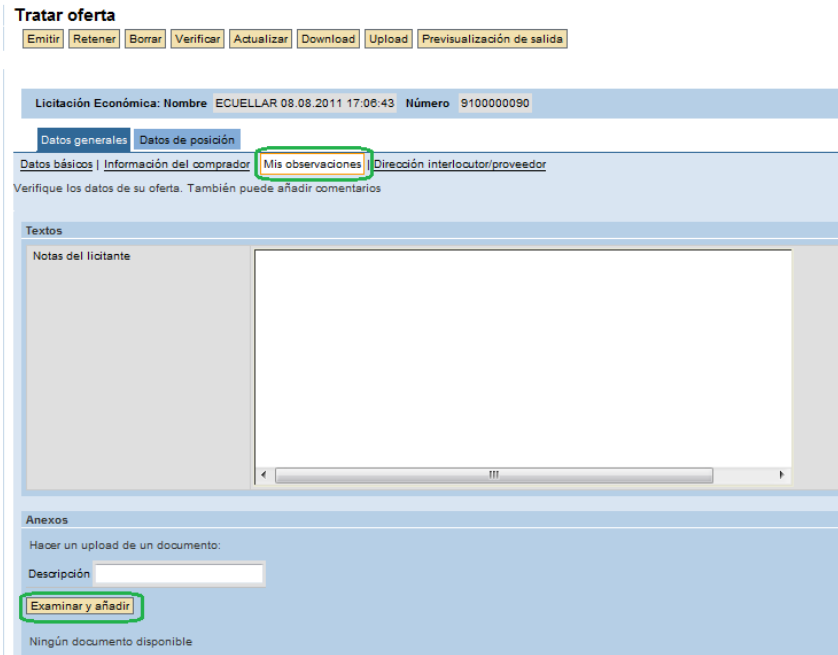 Tratar oferta
Emitir Retener Borrar Verificar Actualizar Download Upload Previsualización de salida
Licitación Económica: Nombre ECUELLAR 08.08.2011 17:06:43 Número 9100000090
Datos generales Datos de posición
Datos básicos | Información del comprador | Mis observaciones | Dirección interlocutor/proveedor
Verifique los datos de su oferta. También puede añadir comentarios
Textos
Notas del licitante
Anexos
Hacer un upload de un documento:
Descripción
Examinar y añadir
Ningún documento disponible